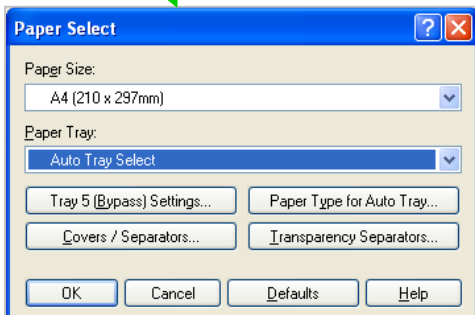 Paper Select
Paper Size:
A4 (210 x 297mm)
Paper Tray:
Auto Tray Select
Tray 5 (Bypass) Settings... Paper Type for Auto Tray...
Covers / Separators... Transparency Separators...
OK Cancel Defaults Help